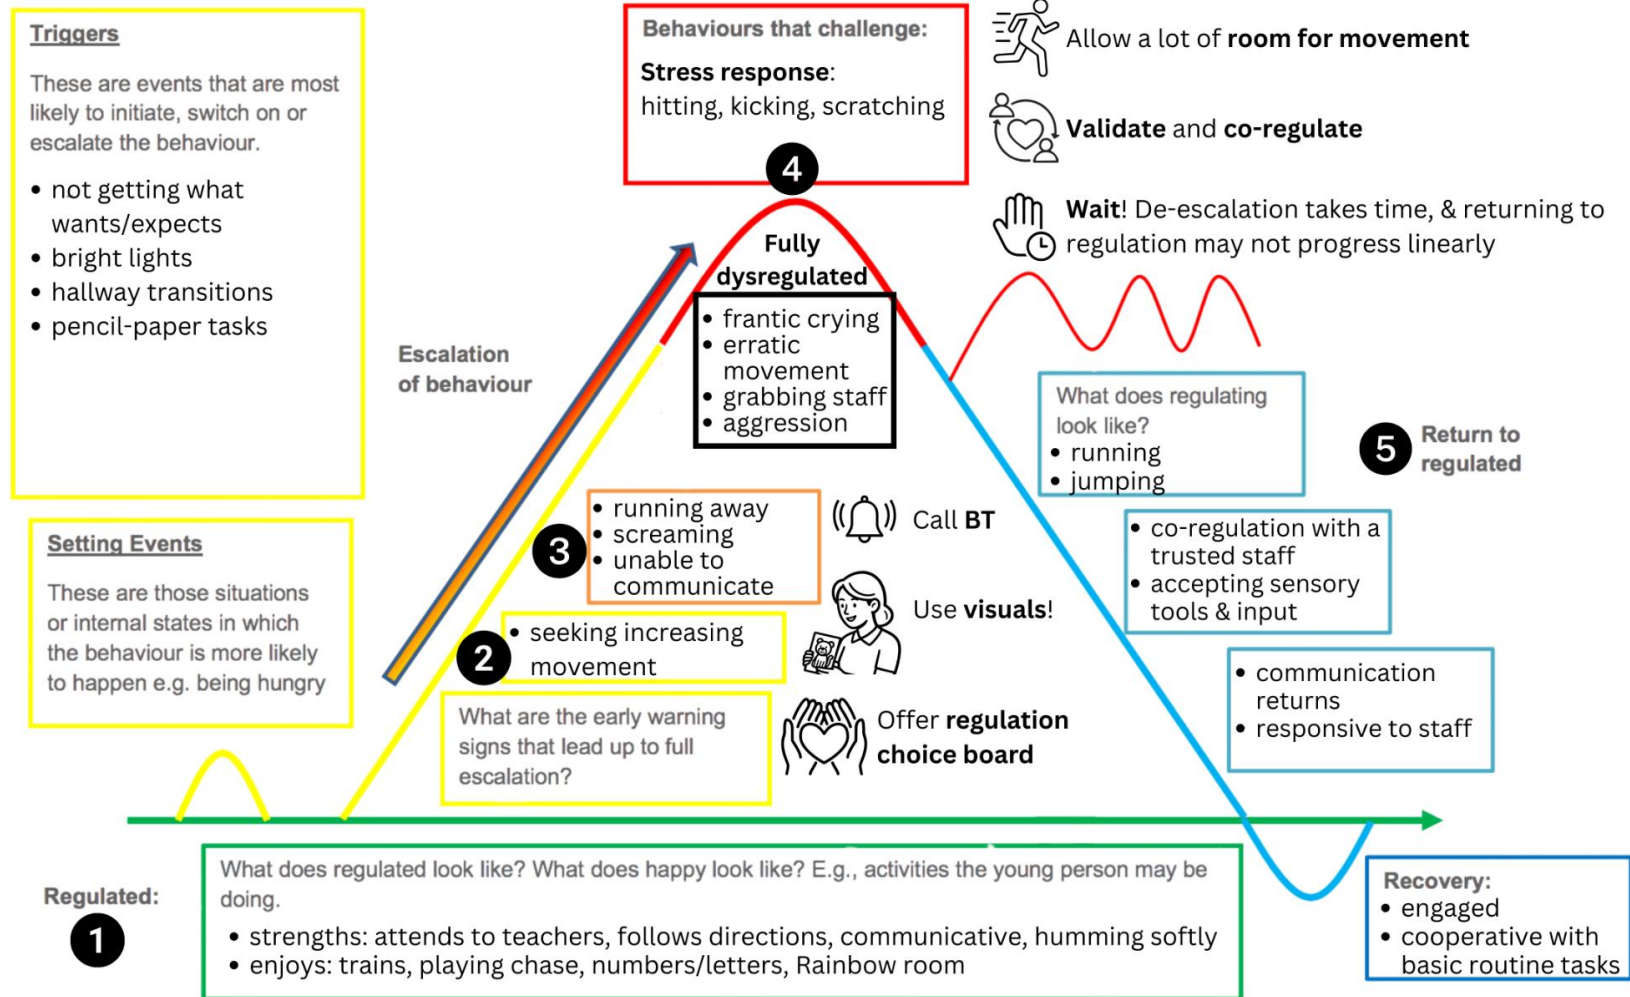 Triggers
These are events that are most
likely to initiate, switch on or
escalate the behaviour.
• not getting what
wants/expects
• bright lights
• hallway transitions
• pencil-paper tasks
Setting Events
These are those situations
or internal states in which
the behaviour is more likely
to happen e.g. being hungry
Escalation
of behaviour
Behaviours that challenge:
Stress response:
hitting, kicking, scratching
4
Fully
dysregulated
• frantic crying
• erratic
movement
• grabbing staff
• aggression
3
• running away
• screaming
• unable to
communicate
2
• seeking increasing
movement
What are the early warning
signs that lead up to full
escalation?
Call BT
Use visuals!
Offer regulation
choice board
Allow a lot of room for movement
Validate and co-regulate
Wait! De-escalation takes time, & returning to
regulation may not progress linearly
What does regulating
look like?
• running
• jumping
5
Return to
regulated
• co-regulation with a
trusted staff
• accepting sensory
tools & input
• communication
returns
• responsive to staff
Regulated:
1
What does regulated look like? What does happy look like? E.g., activities the young person may be
doing.
• strengths: attends to teachers, follows directions, communicative, humming softly
• enjoys: trains, playing chase, numbers/letters, Rainbow room
Recovery:
• engaged
• cooperative with
basic routine tasks